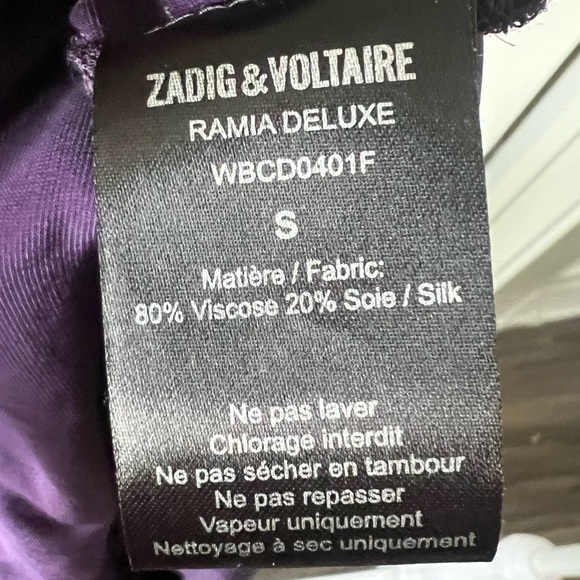 ZADIG & VOLTAIRE
RAMIA DELUXE
WBCD0401F
S
Matière / Fabric:
80% Viscose 20% Soie / Silk
Ne pas laver
Chlorage interdit
Ne pas sécher en tambour
Ne pas repasser
Vapeur uniquement
Nettoyage à sec uniquement